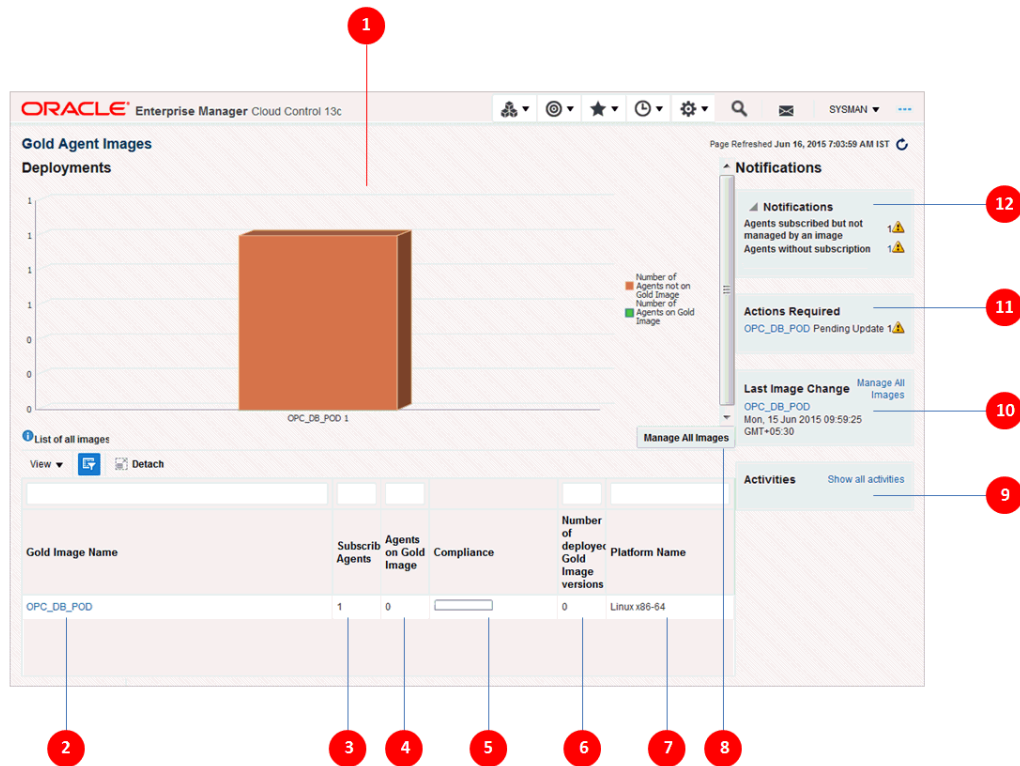 1
ORACLE® Enterprise Manager Cloud Control 13c
SYSMAN
Gold Agent Images
Page Refreshed Jun 16, 2015 7:03:59 AM IST
Deployments
1
1
1
1
0
0
0
OPC_DB_POD 1
Number of
Agents not on
Gold Image
Number of
Agents on Gold
Image
List of all images
Manage All Images
View
Detach
Gold Image Name
Subscrib
Agents
Agents
on Gold
Image
Compliance
Number
of
deployed
Gold
Image
versions
Platform Name
OPC_DB_POD
1
0
0
Linux x86-64
Notifications
Notifications
Agents subscribed but not
managed by an image
1
Agents without subscription
1
12
Actions Required
OPC_DB_POD Pending Update 1
11
Last Image Change
Manage All
Images
OPC_DB_POD
Mon, 15 Jun 2015 09:59:25
GMT+05:30
10
Activities
Show all activities
9
2
3
4
5
6
7
8